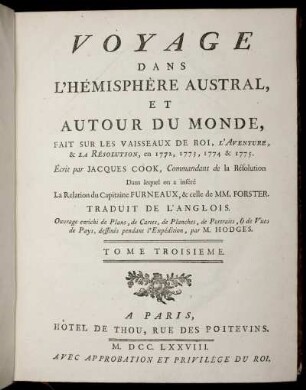 VOYAGE
DANS
L'HÉMISPHÈRE AUSTRAL,
ET
AUTOUR DU MONDE,
FAIT SUR LES VAISSEAUX DE ROI, L'AVENTURE,
& LA RÉSOLUTION, en 1772, 1773, 1774 & 1775.
Écrit par JACQUES COOK, Commandant de la Résolution
Dans lequel on a inséré
La Relation du Capitaine FURNEAUX, & celle de MM. FORSTER.
TRADUIT DE L'ANGLOIS.
Ouvrage enrichi de Plans, de Cartes, de Planches, de Portraits, & de Vues
de Pays, dessinés pendant l'Expédition, par M. HODGES.
TOME TROISIEME.
A PARIS,
HÔTEL DE THOU, RUE DES POITEVINS.
M. DCC. LXXVIII.
AVEC APPROBATION ET PRIVILEGE DU ROI.